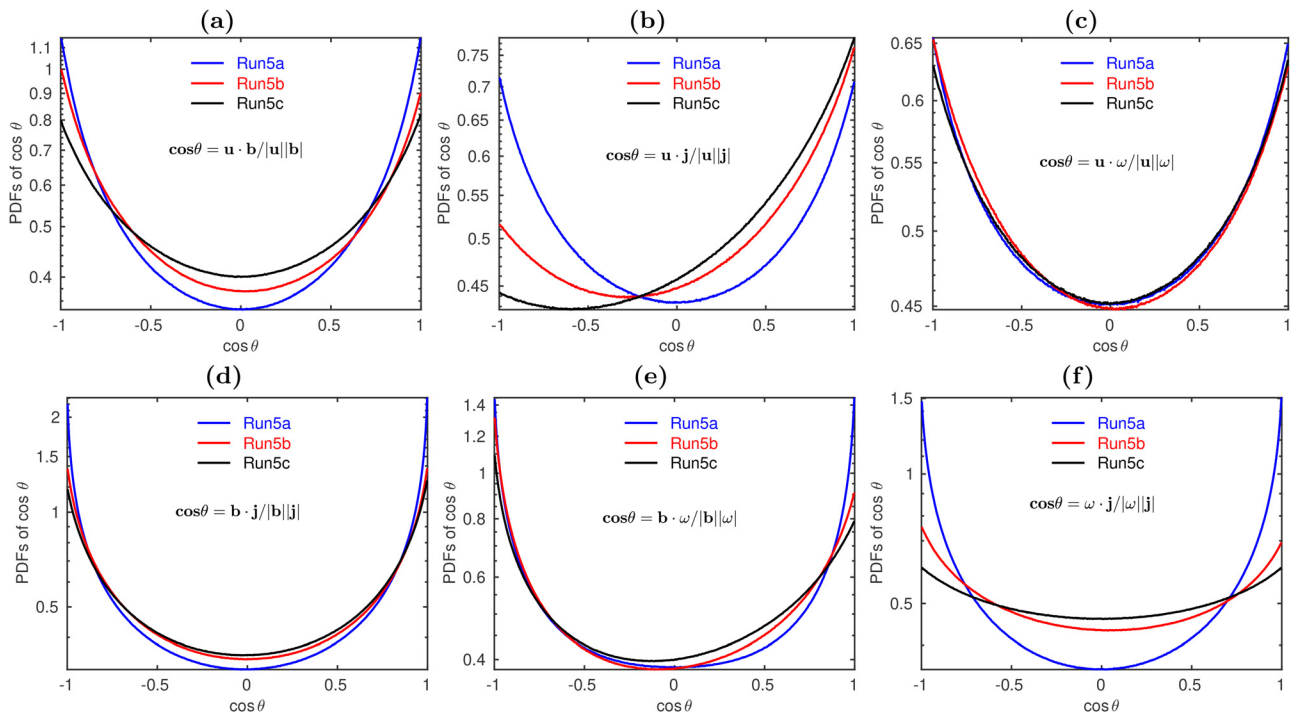 (a)
1.1
1
0.9
0.8
0.7
0.6
0.5
0.4
PDFs of cos θ
Run5a
Run5b
Run5c
cosθ = u · b/|u||b|
-1 -0.5 0 0.5 1
cos θ
(b)
0.75
0.7
0.6
0.5
0.45
PDFs of cos θ
Run5a
Run5b
Run5c
cosθ = u · j/|u||j|
-1 -0.5 0 0.5 1
cos θ
(c)
0.65
0.6
0.55
0.5
0.45
PDFs of cos θ
Run5a
Run5b
Run5c
cosθ = u · ω/|u||ω|
-1 -0.5 0 0.5 1
cos θ
(d)
2
1.5
1
0.5
PDFs of cos θ
Run5a
Run5b
Run5c
cosθ = b · j/|b||j|
-1 -0.5 0 0.5 1
cos θ
(e)
1.4
1.2
1
0.8
0.6
0.4
PDFs of cos θ
Run5a
Run5b
Run5c
cosθ = b · ω/|b||ω|
-1 -0.5 0 0.5 1
cos θ
(f)
1.5
1
0.5
PDFs of cos θ
Run5a
Run5b
Run5c
cosθ = ω · j/|ω||j|
-1 -0.5 0 0.5 1
cos θ